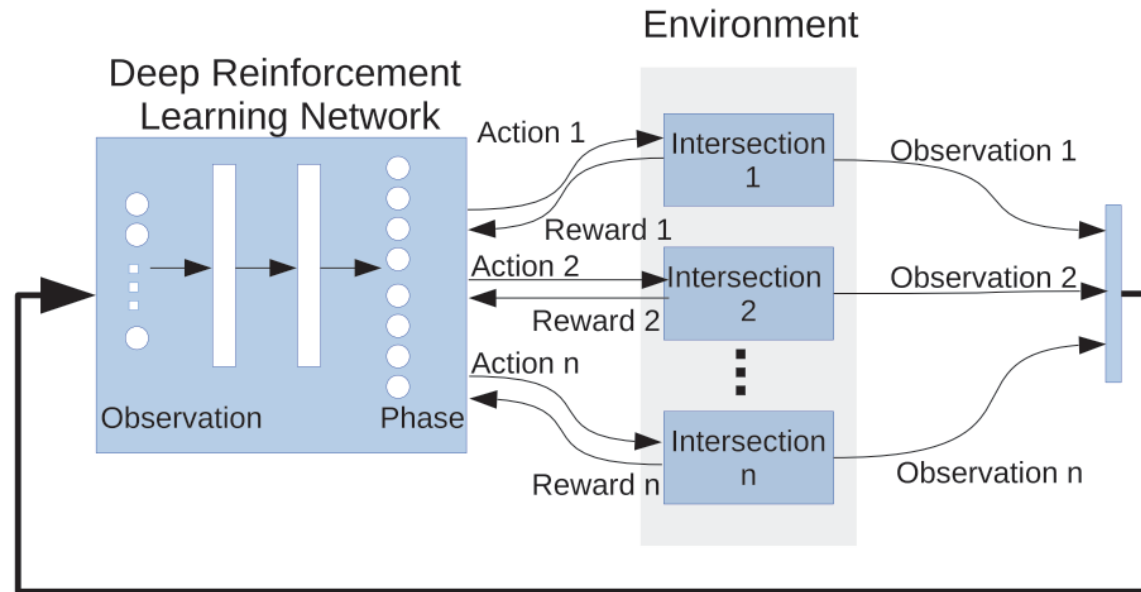 Environment
Deep Reinforcement
Learning Network
Action 1
Intersection
1
Observation 1
Reward 1
Action 2
Intersection
2
Observation 2
Reward 2
Action n
Observation
Phase
Intersection
n
Reward n
Observation n